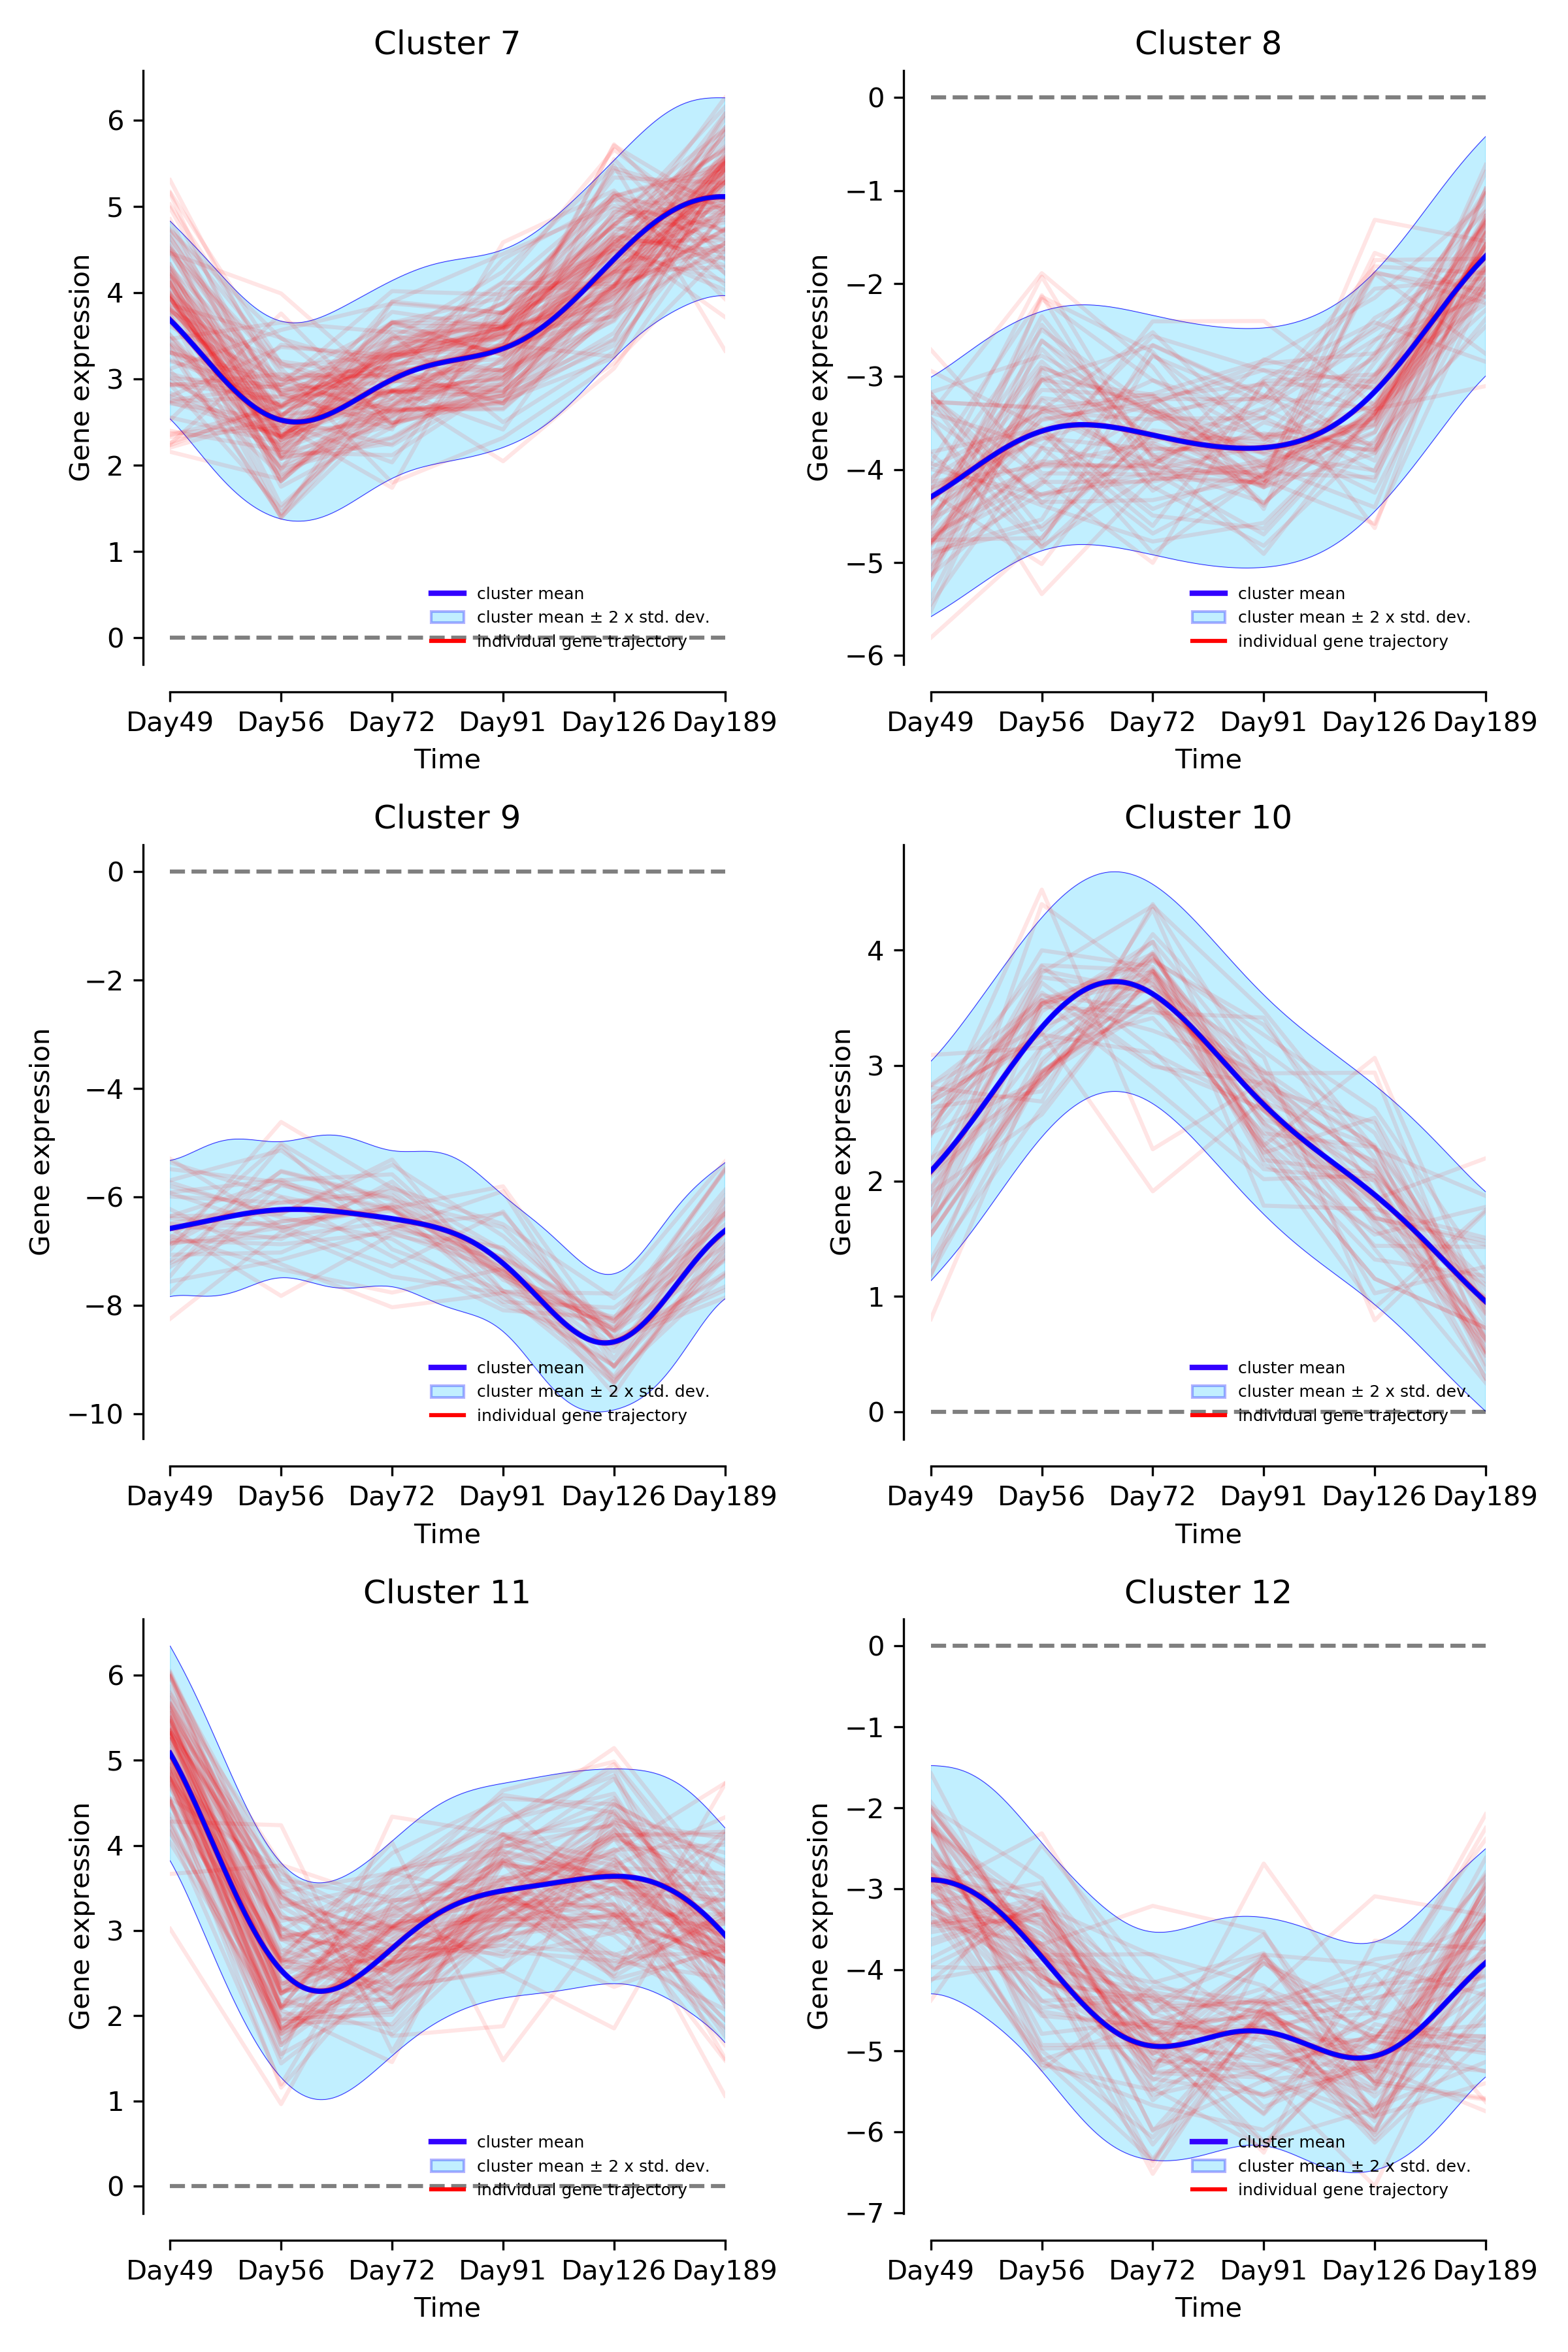 Cluster 7
Gene expression
6
5
4
3
2
1
0
cluster mean
cluster mean ± 2 x std. dev.
individual gene trajectory
Day49 Day56 Day72 Day91 Day126 Day189
Time
Cluster 8
Gene expression
0
−1
−2
−3
−4
−5
−6
cluster mean
cluster mean ± 2 x std. dev.
individual gene trajectory
Day49 Day56 Day72 Day91 Day126 Day189
Time
Cluster 9
Gene expression
0
−2
−4
−6
−8
−10
cluster mean
cluster mean ± 2 x std. dev.
individual gene trajectory
Day49 Day56 Day72 Day91 Day126 Day189
Time
Cluster 10
Gene expression
4
3
2
1
0
cluster mean
cluster mean ± 2 x std. dev.
individual gene trajectory
Day49 Day56 Day72 Day91 Day126 Day189
Time
Cluster 11
Gene expression
6
5
4
3
2
1
0
cluster mean
cluster mean ± 2 x std. dev.
individual gene trajectory
Day49 Day56 Day72 Day91 Day126 Day189
Time
Cluster 12
Gene expression
0
−1
−2
−3
−4
−5
−6
−7
cluster mean
cluster mean ± 2 x std. dev.
individual gene trajectory
Day49 Day56 Day72 Day91 Day126 Day189
Time